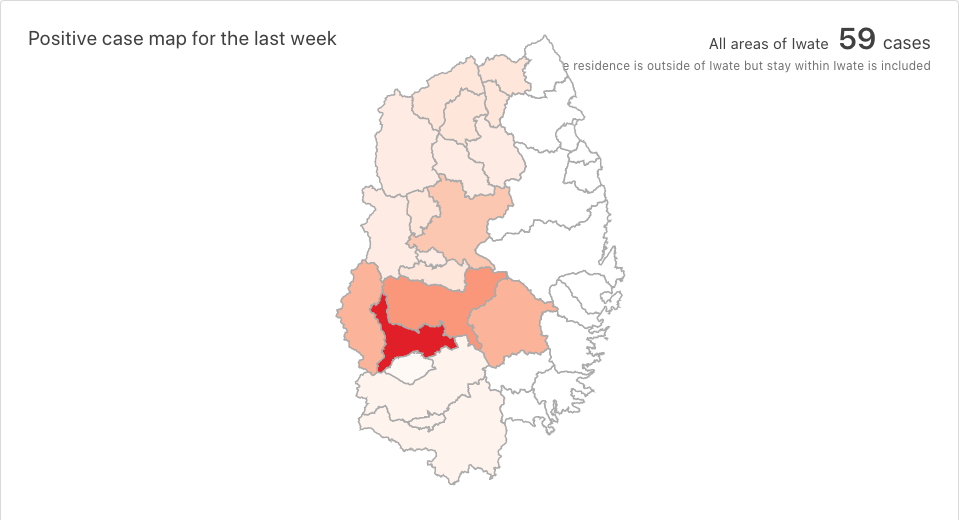 Positive case map for the last week
All areas of Iwate 59 cases
residence is outside of Iwate but stay within Iwate is included